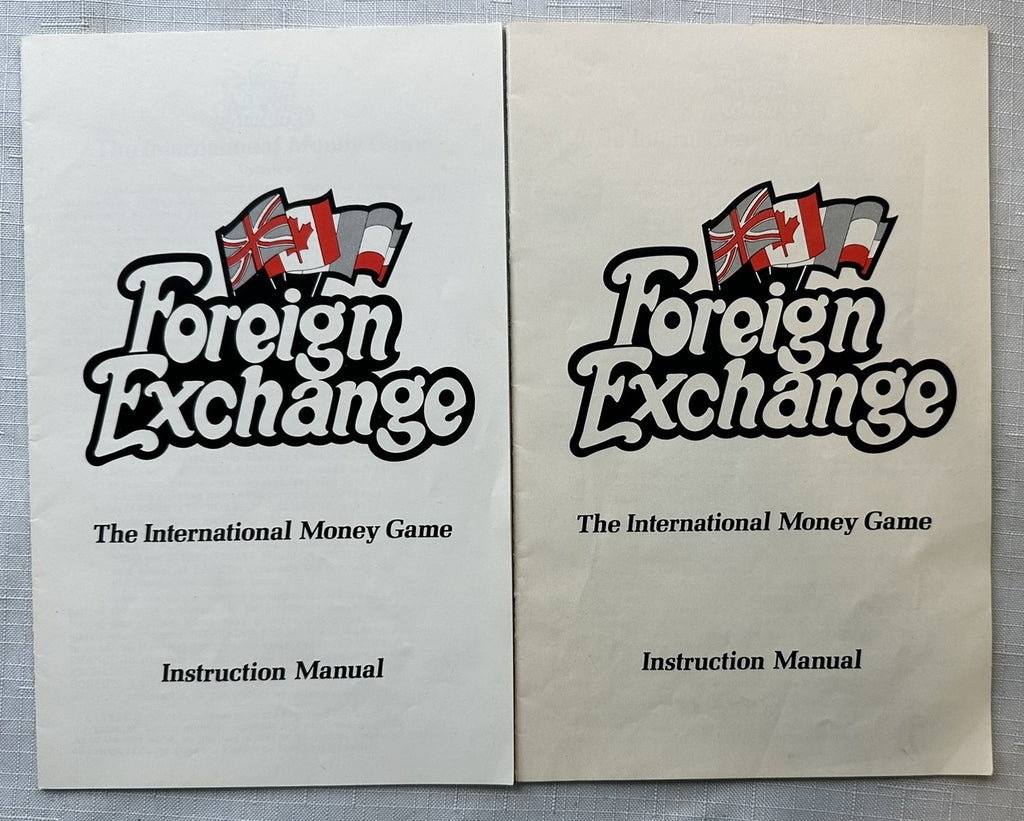 Foreign
Exchange
The International Money Game
Instruction Manual
Foreign
Exchange
The International Money Game
Instruction Manual